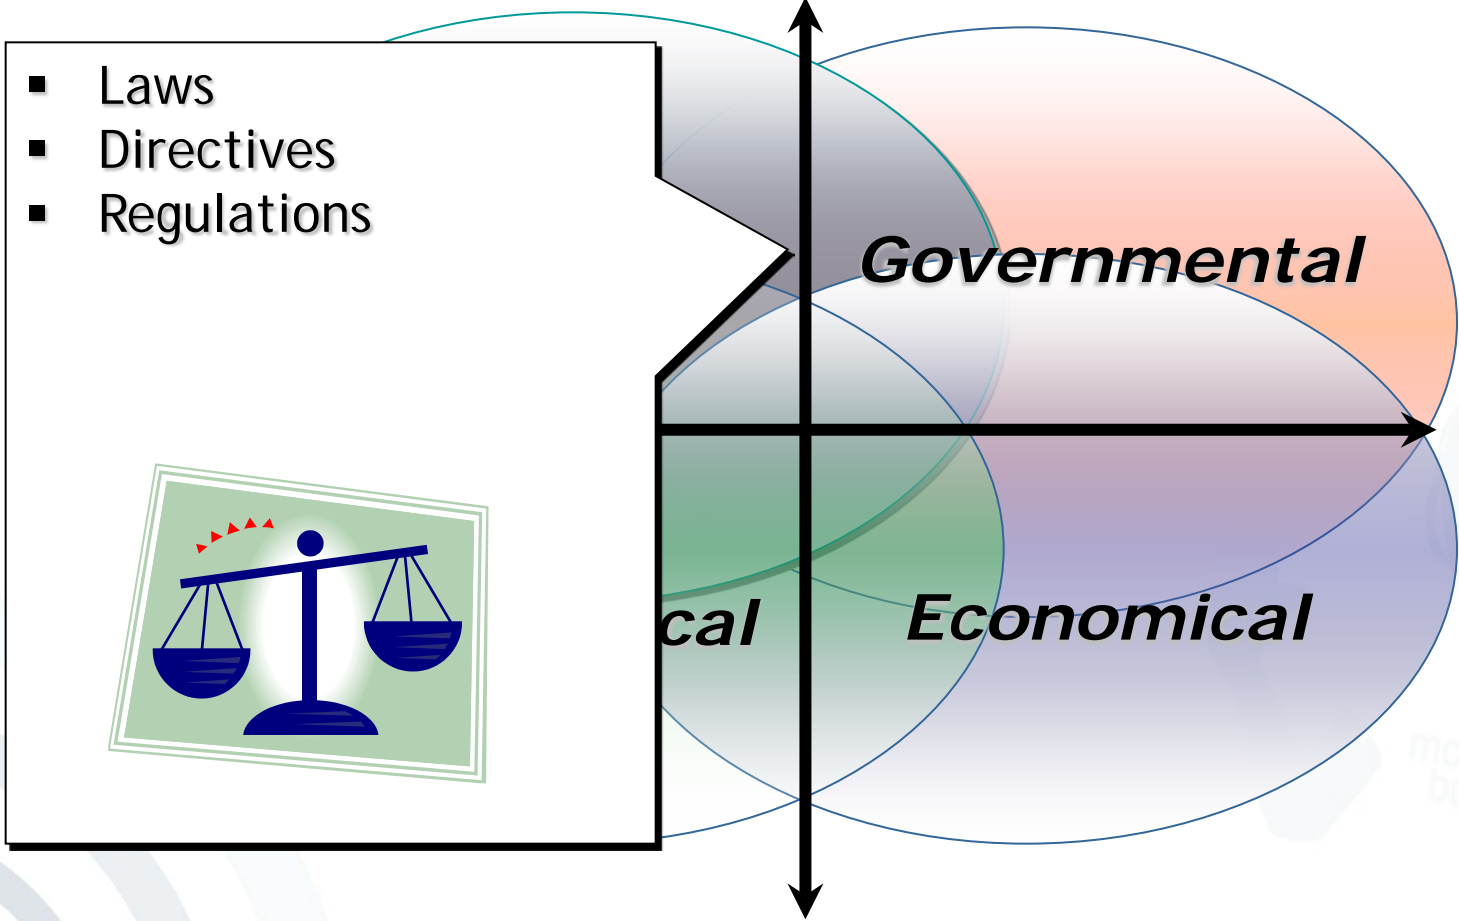 Laws
Directives
Regulations
Governmental
cal
Economical